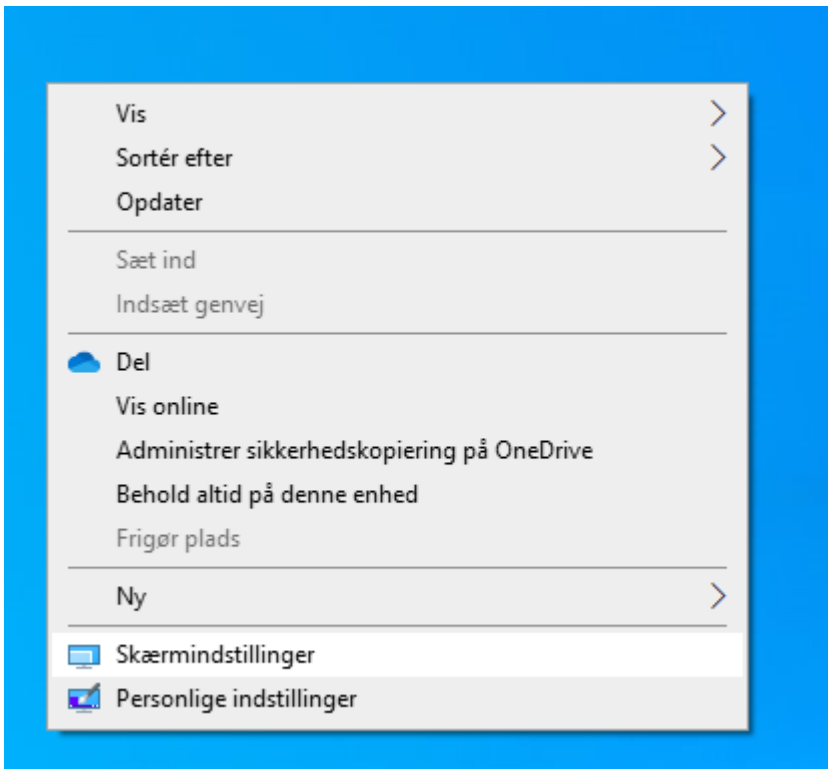 Vis
Sortér efter
Opdater
Sæt ind
Indsæt genvej
Del
Vis online
Administrer sikkerhedskopiering på OneDrive
Behold altid på denne enhed
Frigør plads
Ny
Skærmindstillinger
Personlige indstillinger